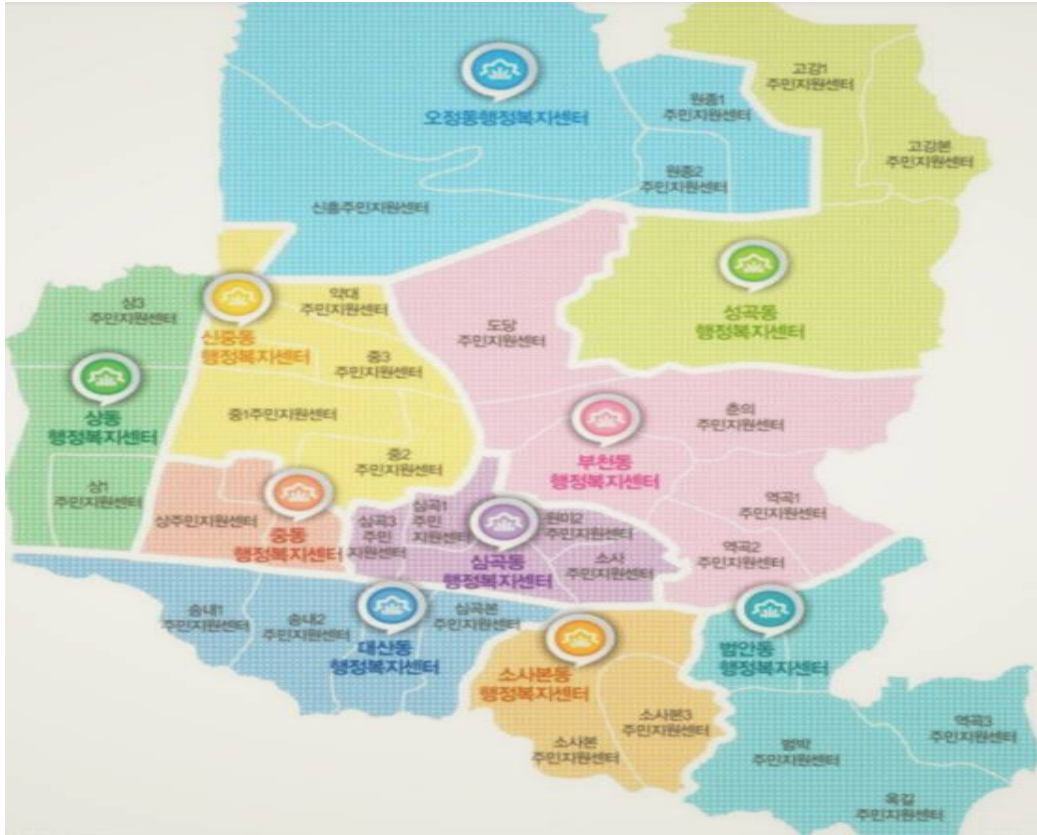 오정동행정복지센터
원종1
주민지원센터
고강1
주민지원센터
고강본
주민지원센터
원종2
주민지원센터
신흥주민지원센터
성곡동
행정복지센터
상3
주민지원센터
신중동
행정복지센터
약대
주민지원센터
중3
주민지원센터
도당
주민지원센터
상동
행정복지센터
중1주민지원센터
중2
주민지원센터
부천동
행정복지센터
춘의
주민지원센터
상1
주민지원센터
상주민지원센터
중동
행정복지센터
심곡3
주민
지원센터
심곡1
주민
지원센터
심곡동
행정복지센터
원미2
주민지원센터
소사
주민지원센터
역곡1
주민지원센터
역곡2
주민지원센터
송내1
주민지원센터
송내2
주민지원센터
대산동
행정복지센터
심곡본
주민지원센터
소사본동
행정복지센터
범안동
행정복지센터
소사본
주민지원센터
소사본3
주민지원센터
범박
주민지원센터
역곡3
주민지원센터
옥길
주민지원센터